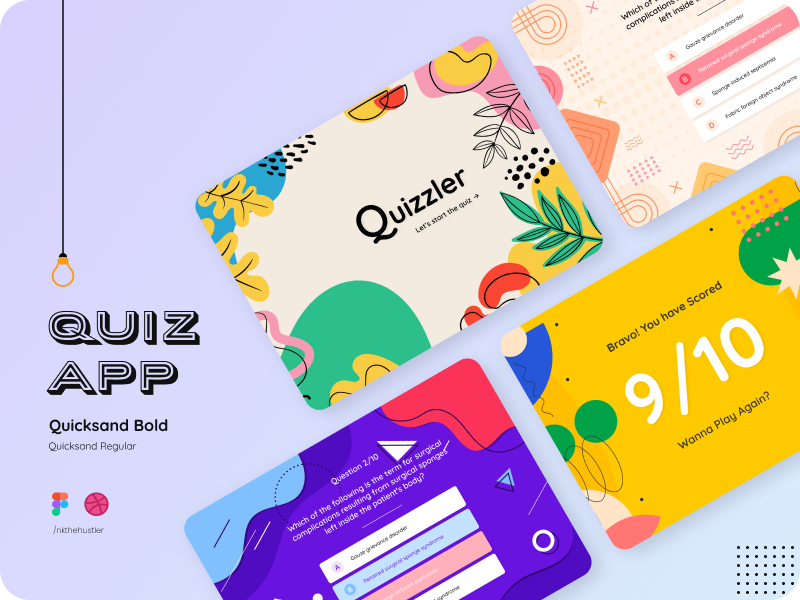 QUIZ
APP
Quicksand Bold
Quicksand Regular
/nkthehustler
Quizzler
Let's start the quiz →
Which of
complications
left inside
A Gauze grievance disorder
B Retained surgical sponge syndrome
C Sponge-induced septicemia
D Fabric foreign object syndrome
Bravo! You have Scored
9/10
Wanna Play Again?
Question 2/10
Which of the following is the term for surgical
complications resulting from surgical sponges
left inside the patient's body?
A Gauze grievance disorder
B Retained surgical sponge syndrome
-induced septicemia
syndrome